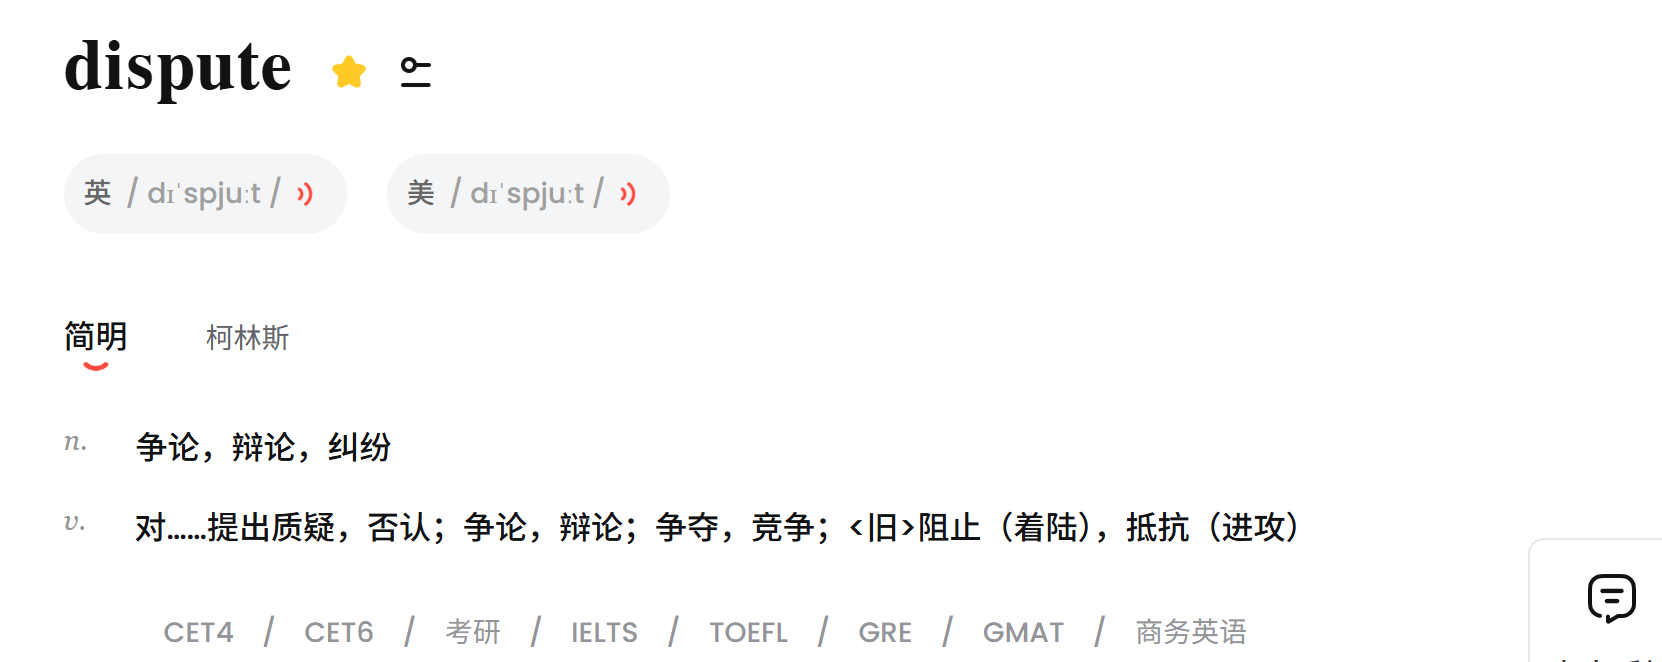 dispute
英 / dɪˈspjuːt / 美 / dɪˈspjuːt /
简明 柯林斯
n. 争论，辩论，纠纷
v. 对……提出质疑，否认；争论，辩论；争夺，竞争；<旧>阻止（着陆），抵抗（进攻）
CET4 / CET6 / 考研 / IELTS / TOEFL / GRE / GMAT / 商务英语